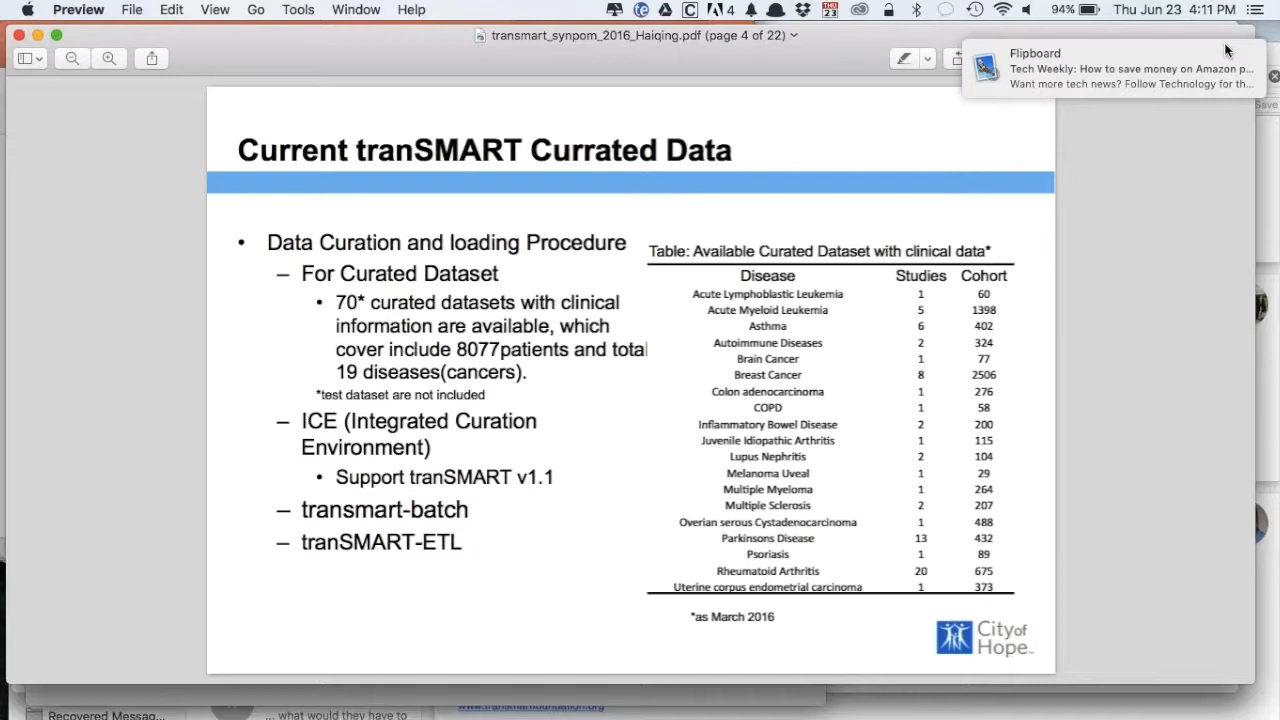 Preview File Edit View Go Tools Window Help 4 THU 23 94% Thu Jun 23 4:11 PM
transmart_synpom_2016_Haiqing.pdf (page 4 of 22)
Flipboard
Tech Weekly: How to save money on Amazon p...
Want more tech news? Follow Technology for th...
Save
Current tranSMART Currated Data
• Data Curation and loading Procedure
– For Curated Dataset
• 70* curated datasets with clinical
information are available, which
cover include 8077patients and total
19 diseases(cancers).
*test dataset are not included
– ICE (Integrated Curation
Environment)
• Support tranSMART v1.1
– transmart-batch
– tranSMART-ETL
Table: Available Curated Dataset with clinical data*
Disease Studies Cohort
Acute Lymphoblastic Leukemia 1 60
Acute Myeloid Leukemia 5 1398
Asthma 6 402
Autoimmune Diseases 2 324
Brain Cancer 1 77
Breast Cancer 8 2506
Colon adenocarcinoma 1 276
COPD 1 58
Inflammatory Bowel Disease 2 200
Juvenile Idiopathic Arthritis 1 115
Lupus Nephritis 2 104
Melanoma Uveal 1 29
Multiple Myeloma 1 264
Multiple Sclerosis 2 207
Overian serous Cystadenocarcinoma 1 488
Parkinsons Disease 13 432
Psoriasis 1 89
Rheumatoid Arthritis 20 675
Uterine corpus endometrial carcinoma 1 373
*as March 2016
City of
Hope
Recovered Messag...
... what would they have to
www.transmartfoundation.org